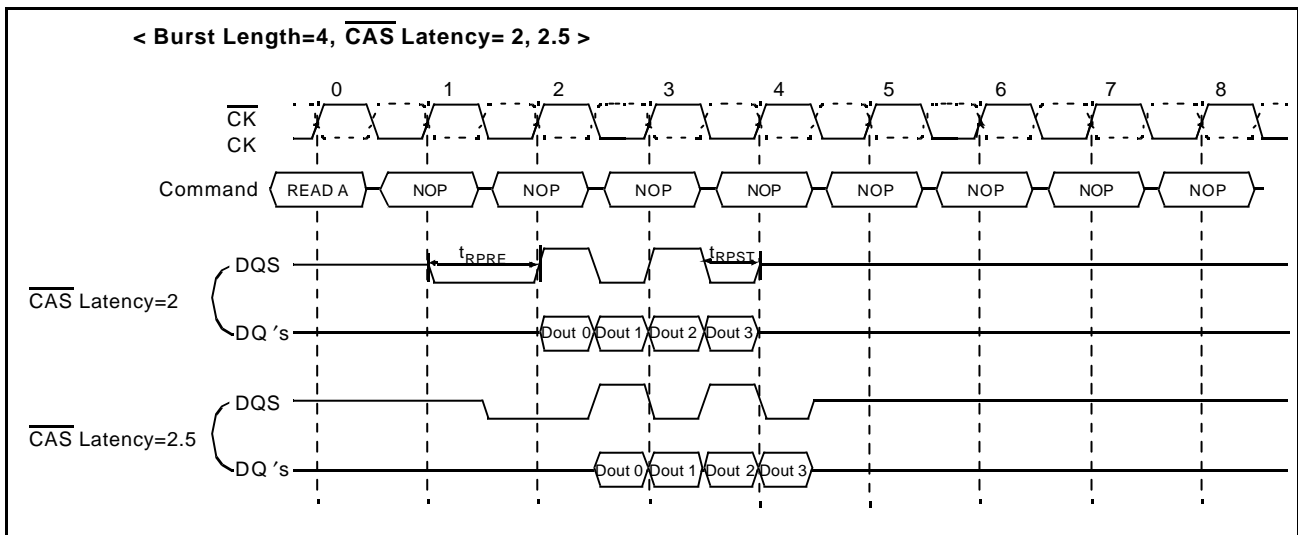 < Burst Length=4, CAS Latency= 2, 2.5 >
0 1 2 3 4 5 6 7 8
CK
CK
Command READ A NOP NOP NOP NOP NOP NOP NOP NOP
DQS tRPRE tRPST
CAS Latency=2
DQ ′s Dout 0 Dout 1 Dout 2 Dout 3
DQS
CAS Latency=2.5
DQ ′s Dout 0 Dout 1 Dout 2 Dout 3